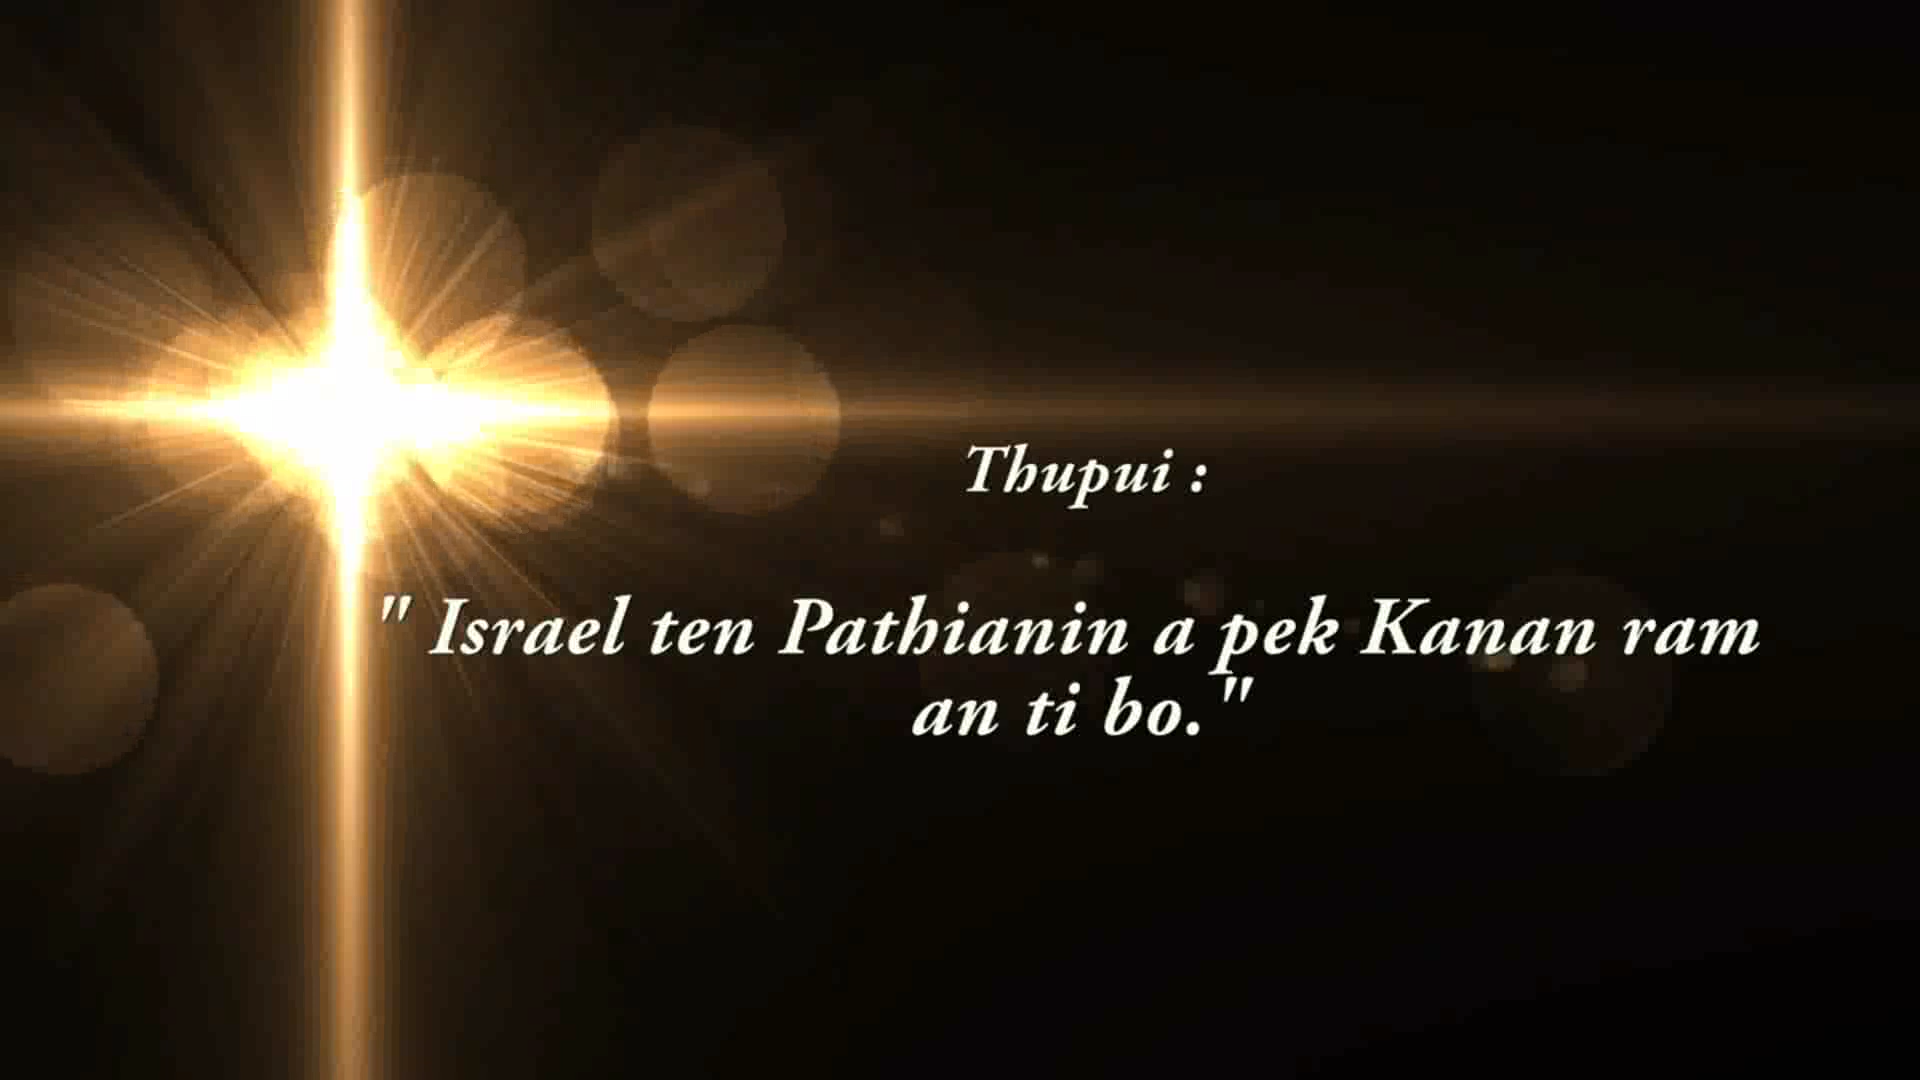 Thupui :
" Israel ten Pathianin a pek Kanan ram
an ti bo."